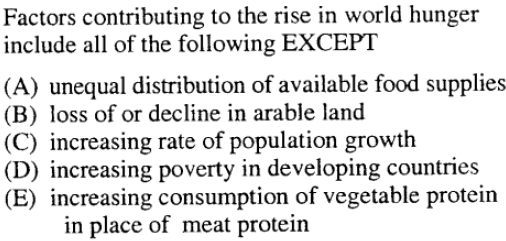 Factors contributing to the rise in world hunger
include all of the following EXCEPT
(A) unequal distribution of available food supplies
(B) loss of or decline in arable land
(C) increasing rate of population growth
(D) increasing poverty in developing countries
(E) increasing consumption of vegetable protein
in place of meat protein